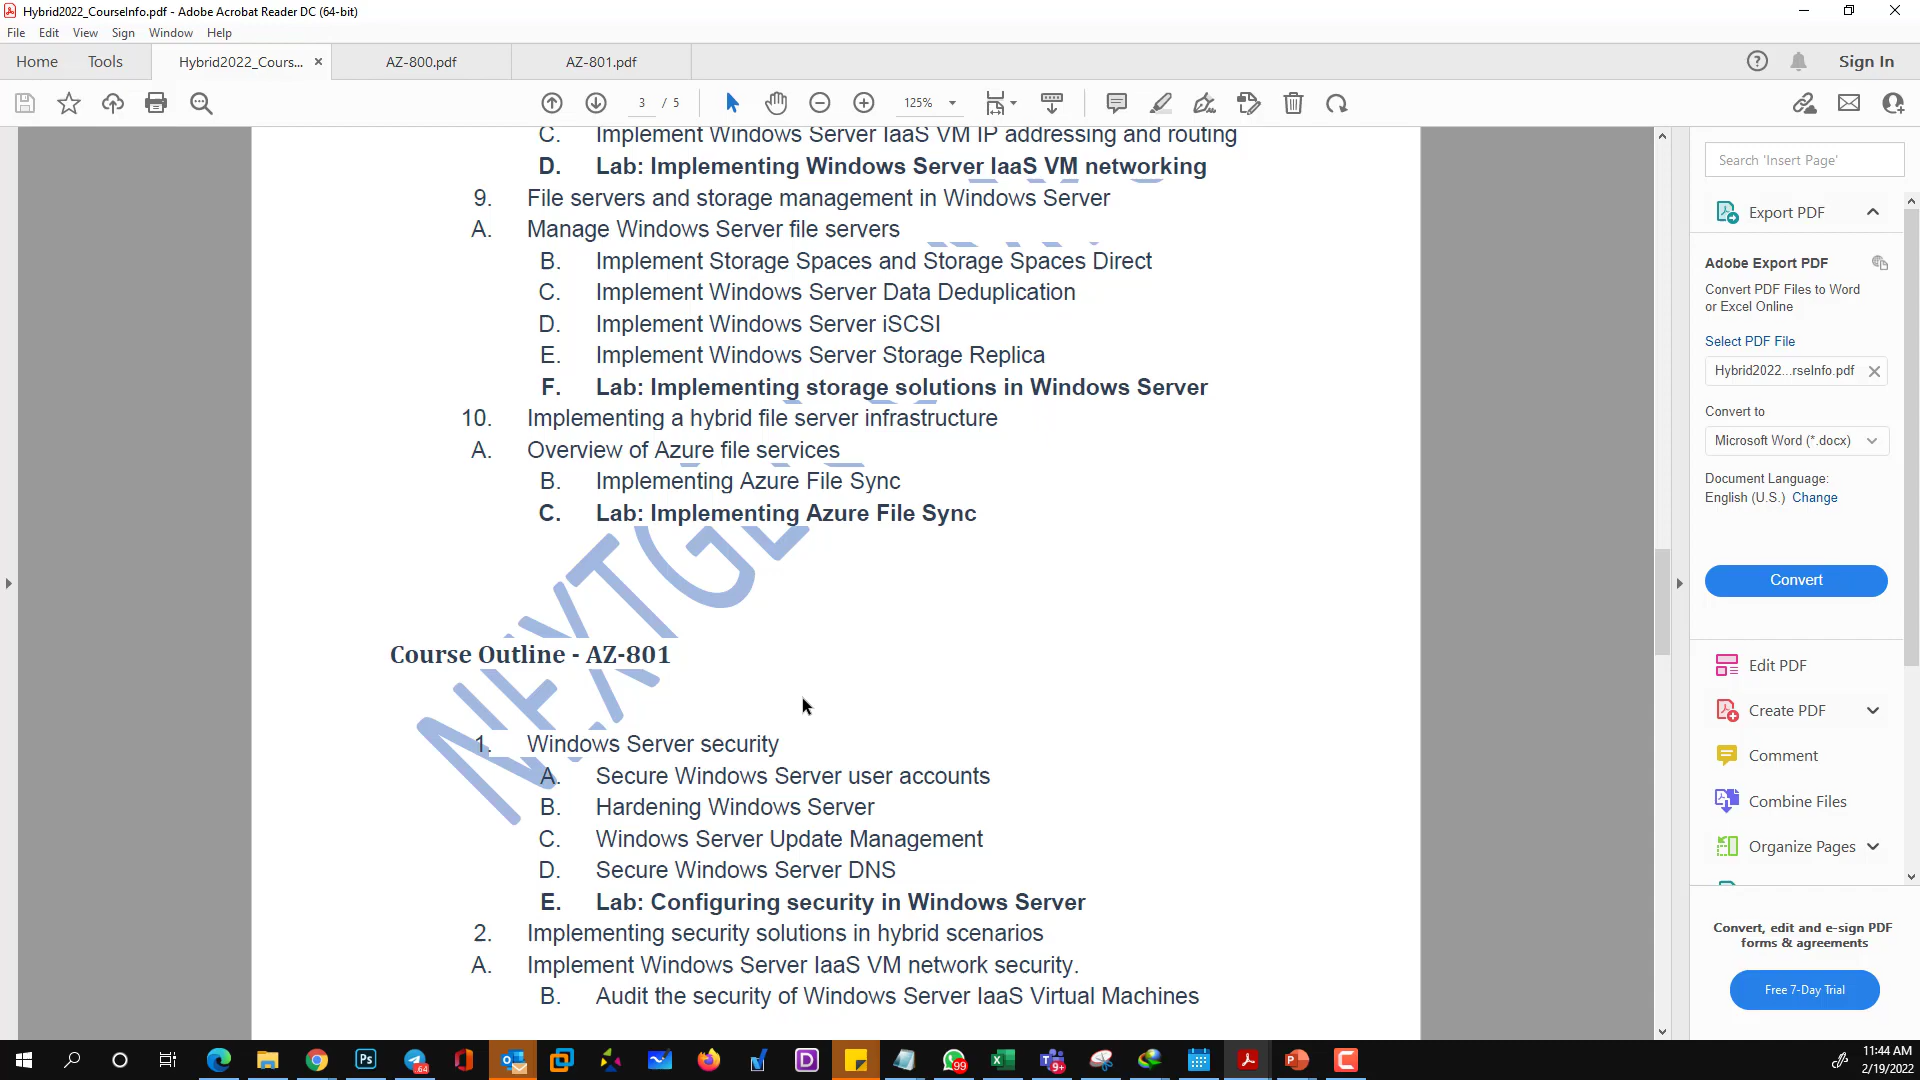 Hybrid2022_CourseInfo.pdf - Adobe Acrobat Reader DC (64-bit)
File Edit View Sign Window Help
Home Tools Hybrid2022_Cours... × AZ-800.pdf AZ-801.pdf Sign In
3 / 5 125%
C. Implement Windows Server IaaS VM IP addressing and routing
D. Lab: Implementing Windows Server IaaS VM networking
9. File servers and storage management in Windows Server
A. Manage Windows Server file servers
B. Implement Storage Spaces and Storage Spaces Direct
C. Implement Windows Server Data Deduplication
D. Implement Windows Server iSCSI
E. Implement Windows Server Storage Replica
F. Lab: Implementing storage solutions in Windows Server
10. Implementing a hybrid file server infrastructure
A. Overview of Azure file services
B. Implementing Azure File Sync
C. Lab: Implementing Azure File Sync
Course Outline - AZ-801
1. Windows Server security
A. Secure Windows Server user accounts
B. Hardening Windows Server
C. Windows Server Update Management
D. Secure Windows Server DNS
E. Lab: Configuring security in Windows Server
2. Implementing security solutions in hybrid scenarios
A. Implement Windows Server IaaS VM network security.
B. Audit the security of Windows Server IaaS Virtual Machines
Search 'Insert Page'
Export PDF
Adobe Export PDF
Convert PDF Files to Word
or Excel Online
Select PDF File
Hybrid2022...rseInfo.pdf
Convert to
Microsoft Word (*.docx)
Document Language:
English (U.S.) Change
Convert
Edit PDF
Create PDF
Comment
Combine Files
Organize Pages
Convert, edit and e-sign PDF
forms & agreements
Free 7-Day Trial
Ps
.64
D
99
9+
11:44 AM
2/19/2022